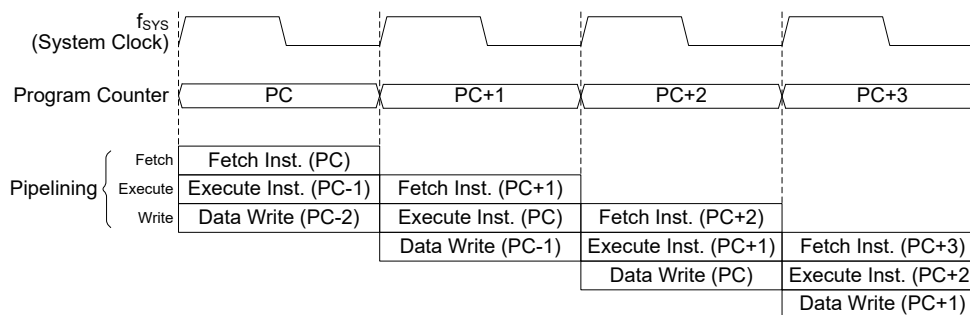 fSYS
(System Clock)
Program Counter PC PC+1 PC+2 PC+3
Fetch Fetch Inst. (PC)
Pipelining Execute Execute Inst. (PC-1) Fetch Inst. (PC+1)
Write Data Write (PC-2) Execute Inst. (PC) Fetch Inst. (PC+2)
Data Write (PC-1) Execute Inst. (PC+1) Fetch Inst. (PC+3)
Data Write (PC) Execute Inst. (PC+2
Data Write (PC+1)